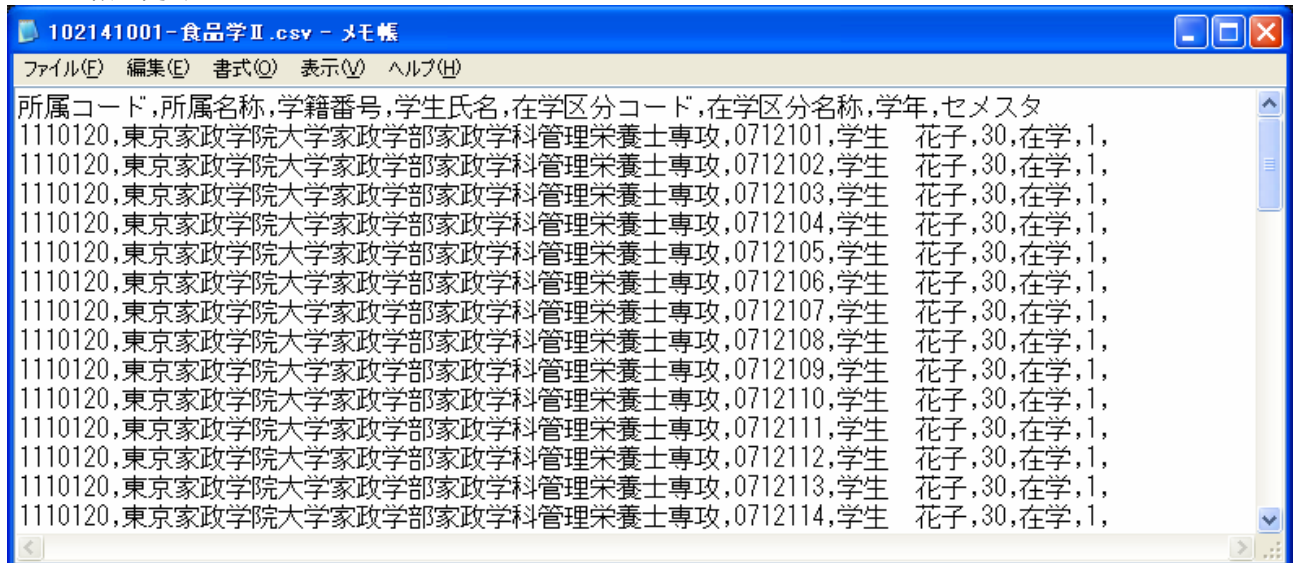 102141001-食品学Ⅱ.csv - メモ帳
ファイル(F) 編集(E) 書式(O) 表示(V) ヘルプ(H)
所属コード,所属名称,学籍番号,学生氏名,在学区分コード,在学区分名称,学年,セメスタ
1110120,東京家政学院大学家政学部家政学科管理栄養士専攻,0712101,学生　花子,30,在学,1,
1110120,東京家政学院大学家政学部家政学科管理栄養士専攻,0712102,学生　花子,30,在学,1,
1110120,東京家政学院大学家政学部家政学科管理栄養士専攻,0712103,学生　花子,30,在学,1,
1110120,東京家政学院大学家政学部家政学科管理栄養士専攻,0712104,学生　花子,30,在学,1,
1110120,東京家政学院大学家政学部家政学科管理栄養士専攻,0712105,学生　花子,30,在学,1,
1110120,東京家政学院大学家政学部家政学科管理栄養士専攻,0712106,学生　花子,30,在学,1,
1110120,東京家政学院大学家政学部家政学科管理栄養士専攻,0712107,学生　花子,30,在学,1,
1110120,東京家政学院大学家政学部家政学科管理栄養士専攻,0712108,学生　花子,30,在学,1,
1110120,東京家政学院大学家政学部家政学科管理栄養士専攻,0712109,学生　花子,30,在学,1,
1110120,東京家政学院大学家政学部家政学科管理栄養士専攻,0712110,学生　花子,30,在学,1,
1110120,東京家政学院大学家政学部家政学科管理栄養士専攻,0712111,学生　花子,30,在学,1,
1110120,東京家政学院大学家政学部家政学科管理栄養士専攻,0712112,学生　花子,30,在学,1,
1110120,東京家政学院大学家政学部家政学科管理栄養士専攻,0712113,学生　花子,30,在学,1,
1110120,東京家政学院大学家政学部家政学科管理栄養士専攻,0712114,学生　花子,30,在学,1,